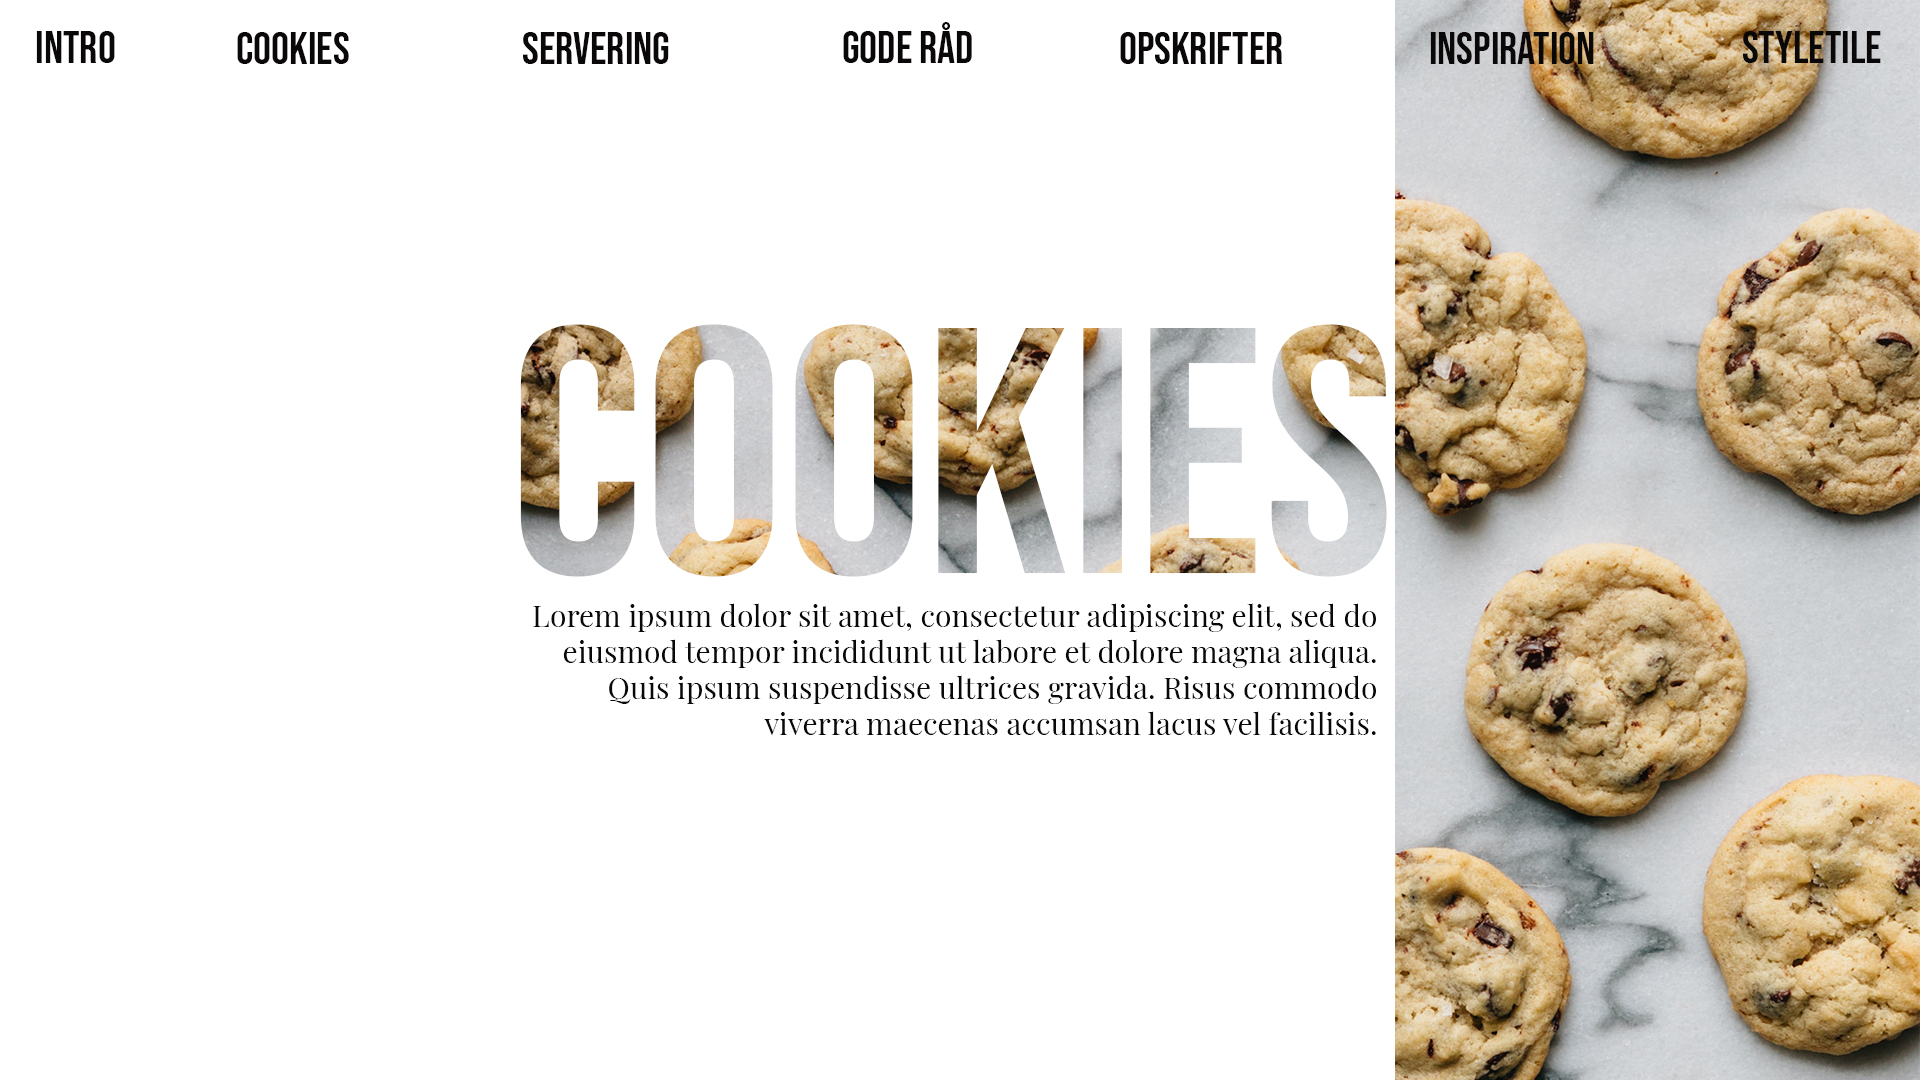 INTRO COOKIES SERVERING GODE RÅD OPSKRIFTER INSPIRATION STYLETILE
COOKIES
Lorem ipsum dolor sit amet, consectetur adipiscing elit, sed do
eiusmod tempor incididunt ut labore et dolore magna aliqua.
Quis ipsum suspendisse ultrices gravida. Risus commodo
viverra maecenas accumsan lacus vel facilisis.